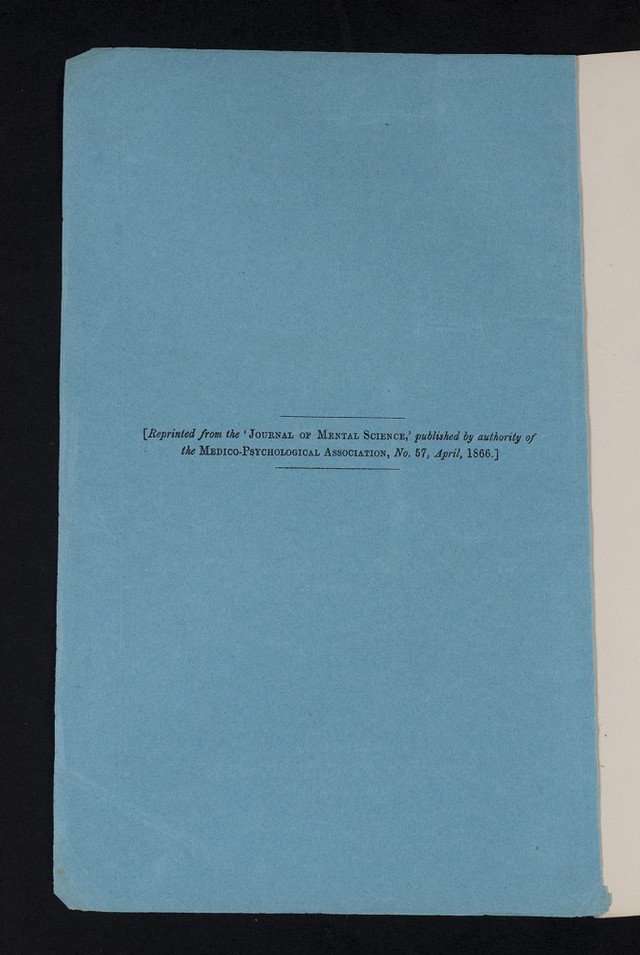 [Reprinted from the ‘JOURNAL OF MENTAL SCIENCE,’ published by authority of
the MEDICO-PSYCHOLOGICAL ASSOCIATION, No. 57, April, 1866.]